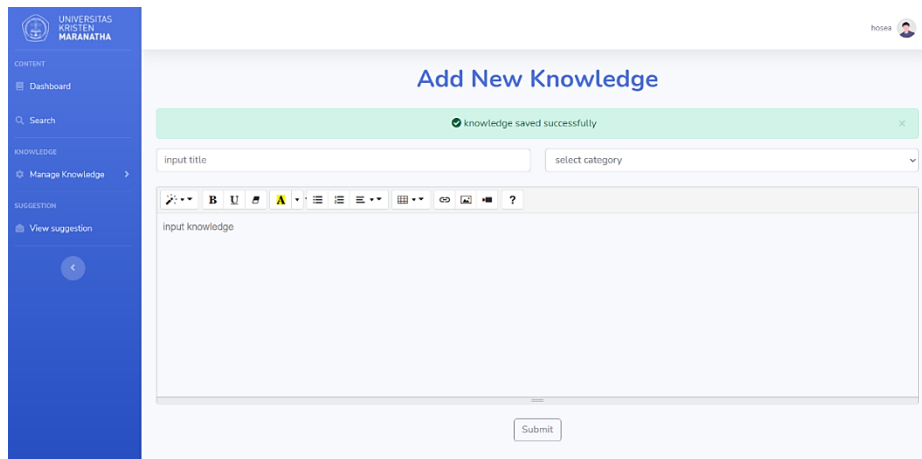 UNIVERSITAS
KRISTEN
MARANATHA
hosea
CONTENT
Dashboard
Search
KNOWLEDGE
Manage Knowledge
SUGGESTION
View suggestion
Add New Knowledge
knowledge saved successfully
input title
select category
B U A ?
input knowledge
Submit